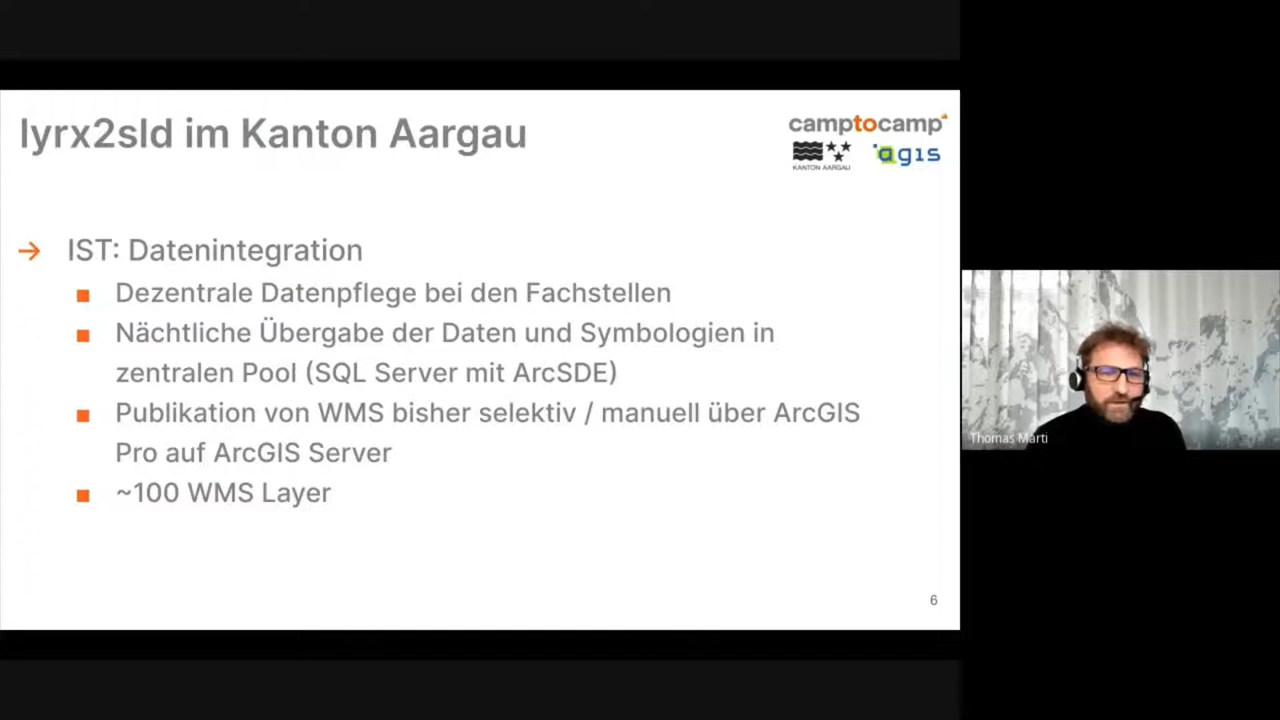 lyrx2sld im Kanton Aargau
camptocamp
KANTON AARGAU
agis
→ IST: Datenintegration
Dezentrale Datenpflege bei den Fachstellen
Nächtliche Übergabe der Daten und Symbologien in
zentralen Pool (SQL Server mit ArcSDE)
Publikation von WMS bisher selektiv / manuell über ArcGIS
Pro auf ArcGIS Server
~100 WMS Layer
Thomas Marti
6